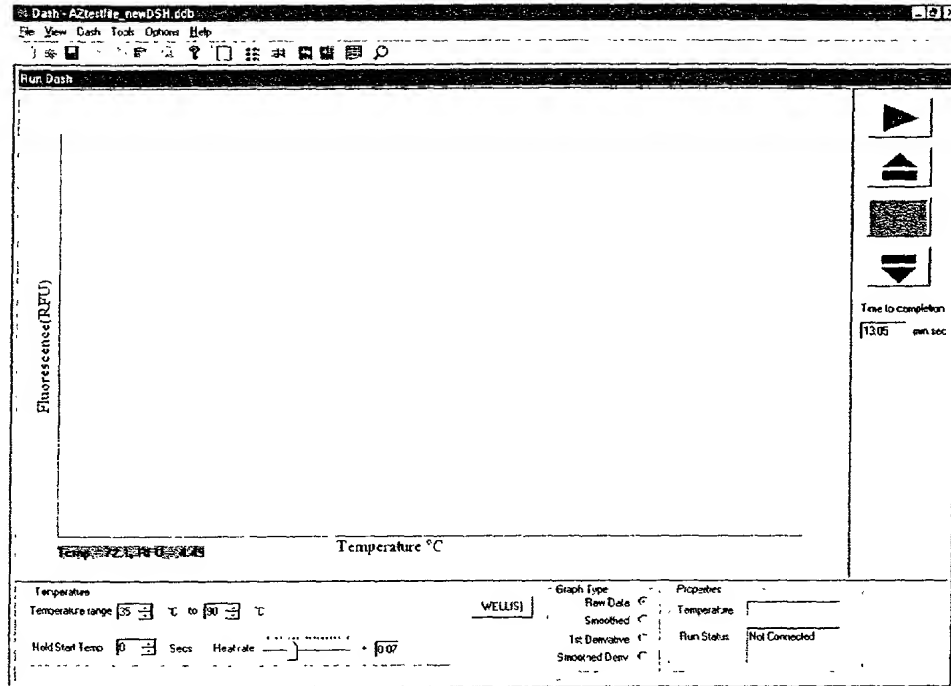 Dash - AZtestfile_newDSH.ddb
File View Dash Tools Options Help
Run Dash
Fluorescence(RFU)
Time to completion
13.05 min.sec
Temperature °C
Temperature
Temperature range 35 °C to 90 °C
Hold Start Temp 0 Secs Heat rate 0.07
WELL(S)
Graph Type
Raw Data
Smoothed
1st Derivative
Smoothed Deriv
Properties
Temperature
Run Status Not Connected